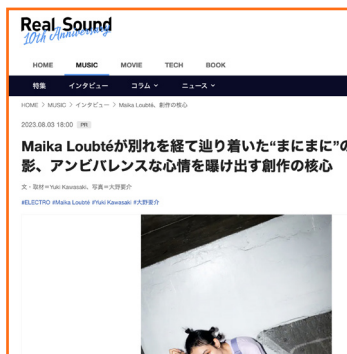 Real Sound
10th Anniversary
HOME MUSIC MOVIE TECH BOOK
特集 インタビュー コラム ニュース
HOME > MUSIC > インタビュー > Maika Loubté、創作の核心
2023.08.03 18:00 PR
Maika Loubtéが別れを経て辿り着いた“まにまに”の
影、アンビバレンスな心情を曝け出す創作の核心
文・取材=Yuki Kawasaki、写真=大野要介
#ELECTRO #Maika Loubté #Yuki Kawasaki #大野要介